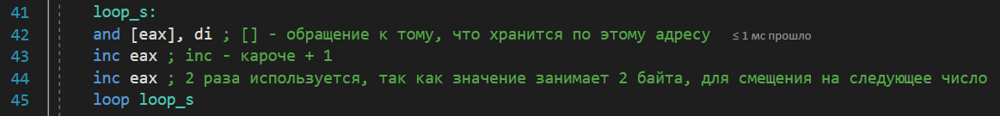 41 loop_s:
42 and [eax], di ; [] - обращение к тому, что хранится по этому адресу ≤ 1 мс прошло
43 inc eax ; inc - кароче + 1
44 inc eax ; 2 раза используется, так как значение занимает 2 байта, для смещения на следующее число
45 loop loop_s